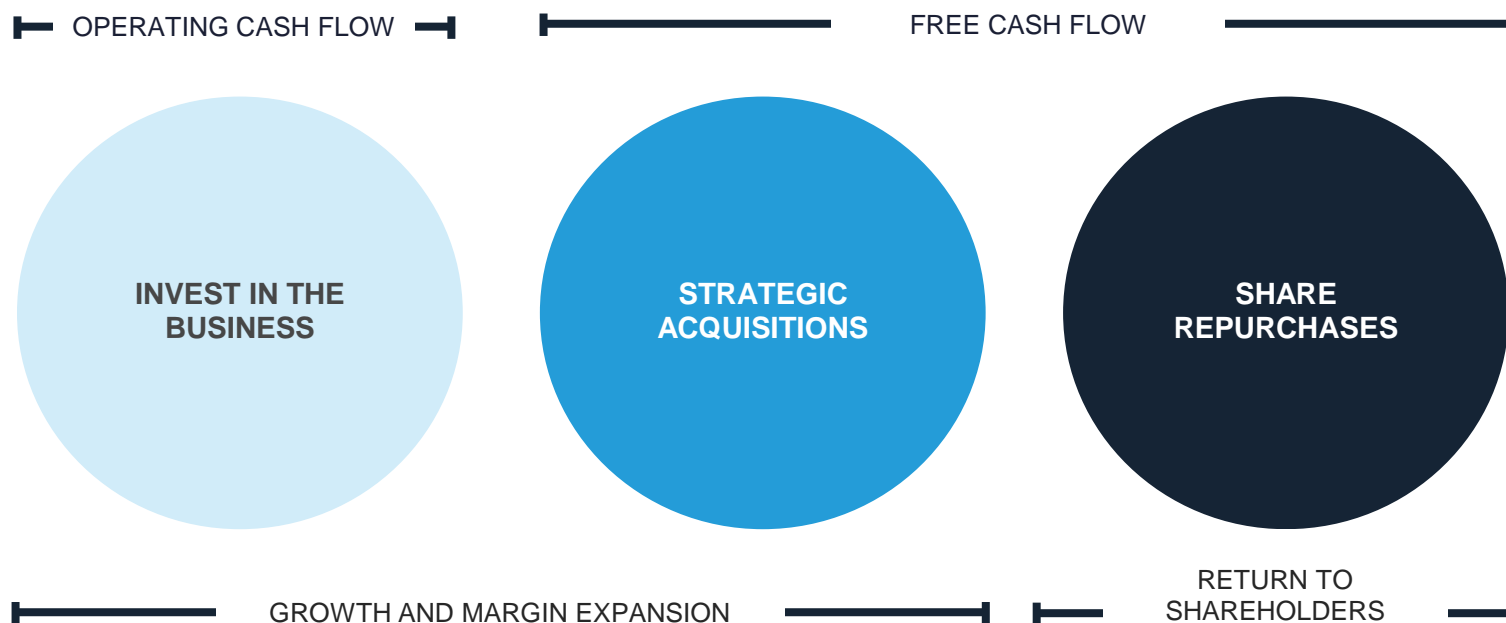 OPERATING CASH FLOW
FREE CASH FLOW
INVEST IN THE
BUSINESS
STRATEGIC
ACQUISITIONS
SHARE
REPURCHASES
GROWTH AND MARGIN EXPANSION
RETURN TO
SHAREHOLDERS